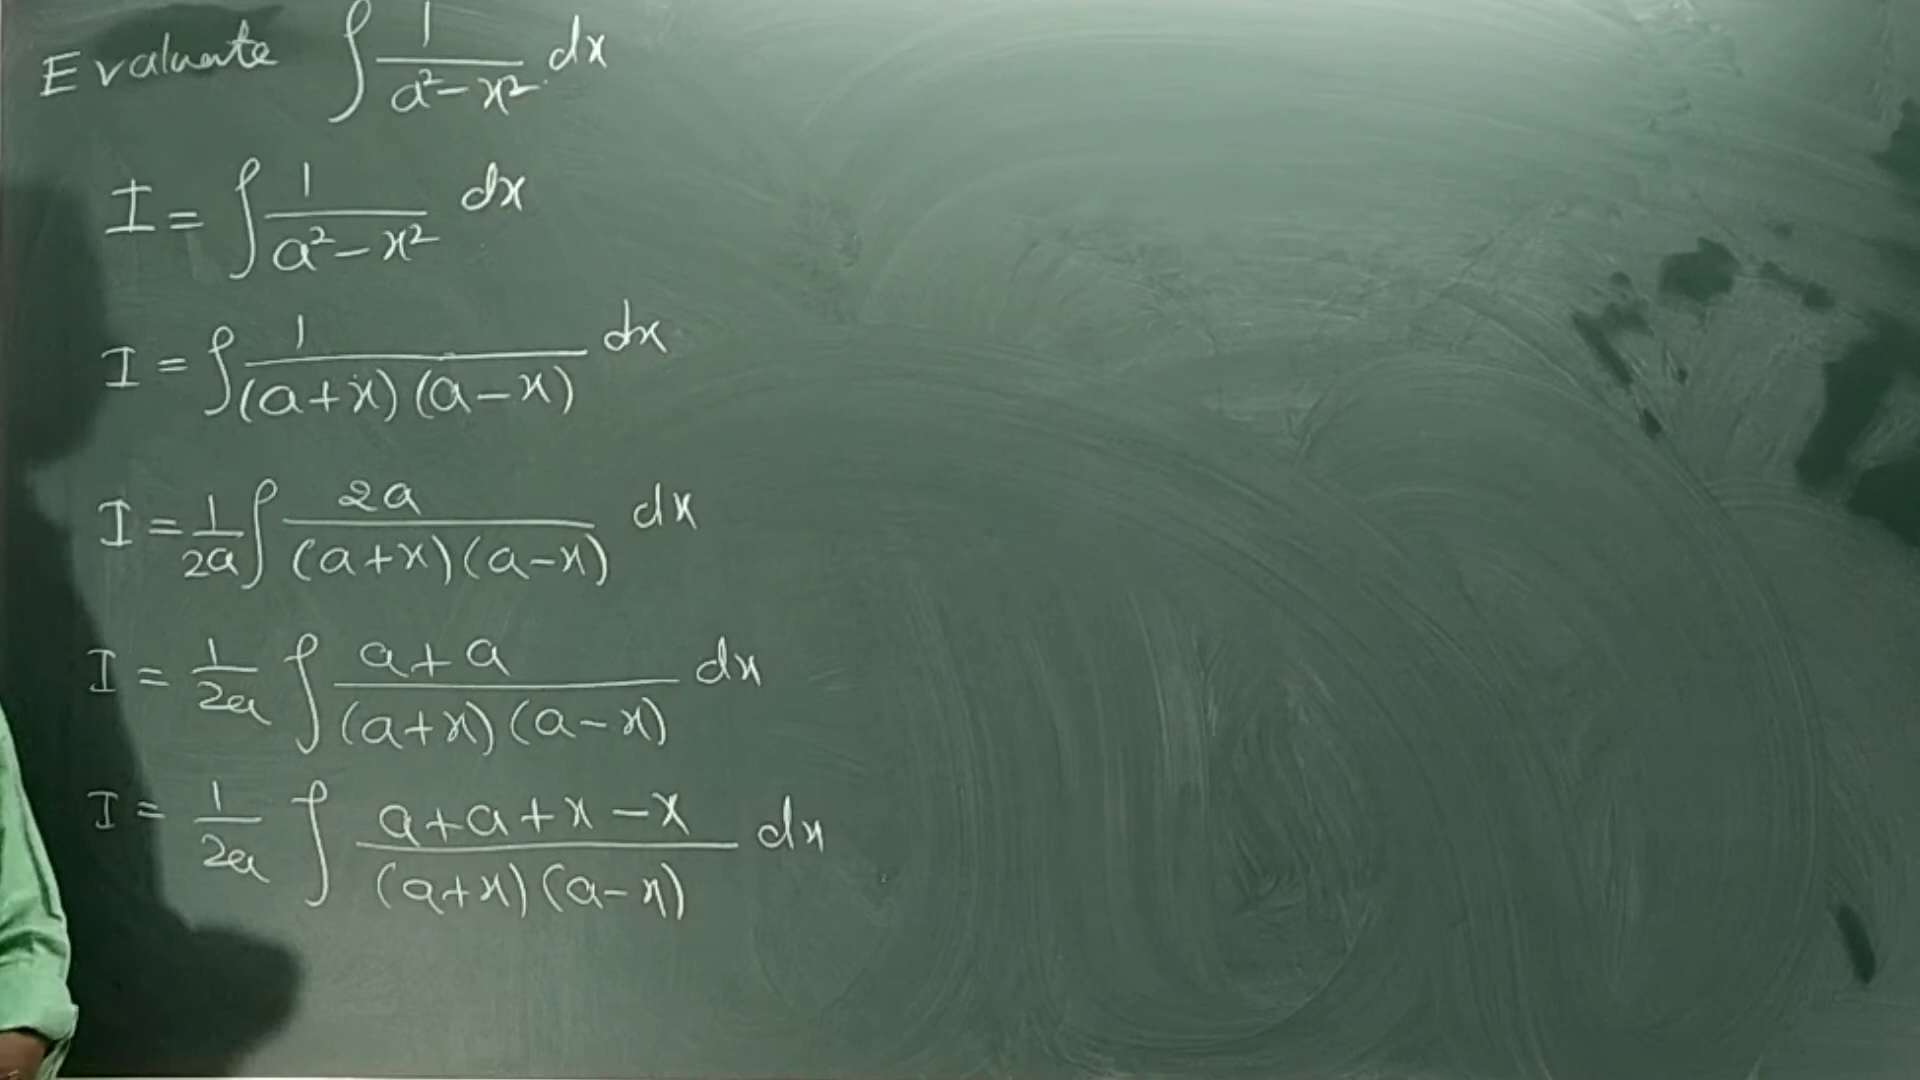 Evaluate ∫ 1/(a²-x²) dx
I = ∫ 1/(a²-x²) dx
I = ∫ 1/((a+x)(a-x)) dx
I = 1/2a ∫ 2a/((a+x)(a-x)) dx
I = 1/2a ∫ a+a/((a+x)(a-x)) dx
I = 1/2a ∫ a+a+x-x/((a+x)(a-x)) dx